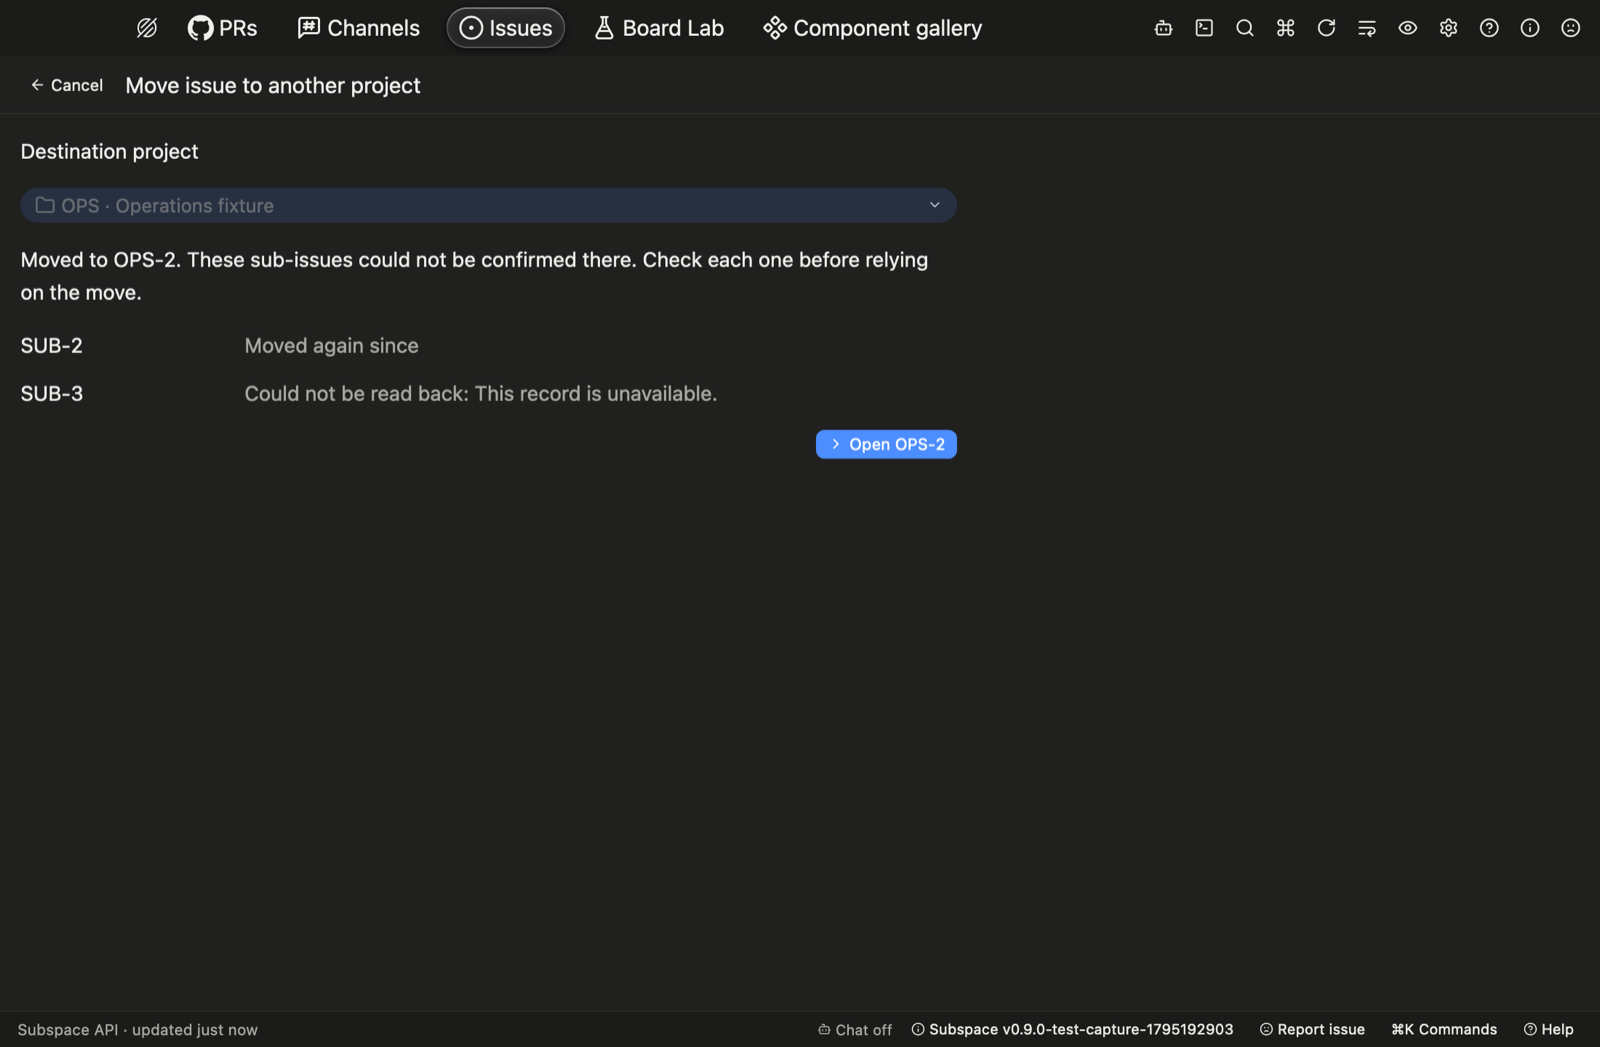 PRs
Channels
Issues
Board Lab
Component gallery
Cancel
Move issue to another project
Destination project
OPS · Operations fixture
Moved to OPS-2. These sub-issues could not be confirmed there. Check each one before relying
on the move.
SUB-2 Moved again since
SUB-3 Could not be read back: This record is unavailable.
Open OPS-2
Subspace API · updated just now
Chat off
Subspace v0.9.0-test-capture-1795192903
Report issue
⌘K Commands
Help